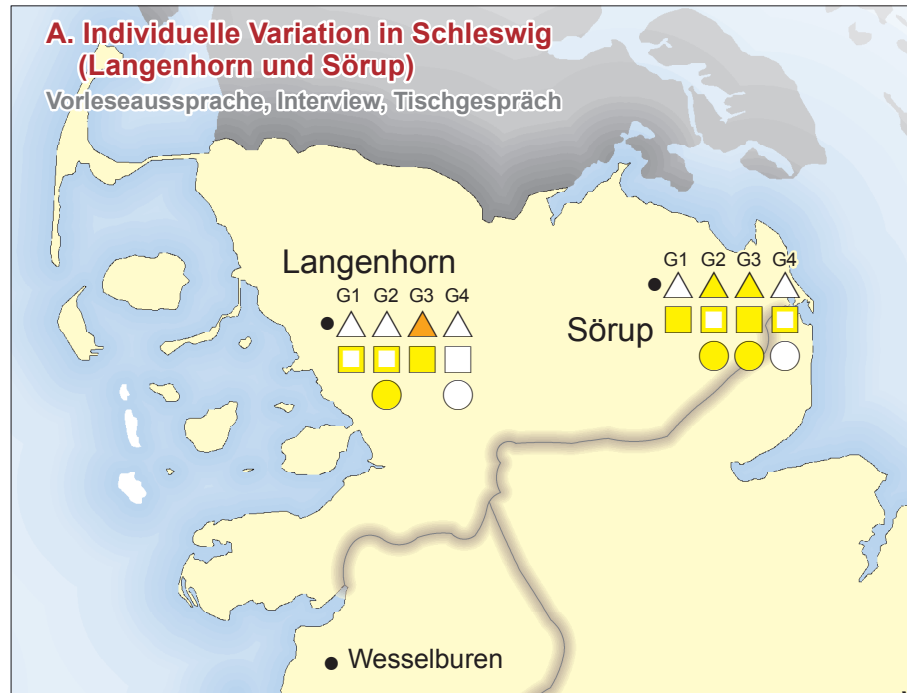 A. Individuelle Variation in Schleswig
(Langenhorn und Sörup)
Vorleseaussprache, Interview, Tischgespräch
Langenhorn
G1 G2 G3 G4
G1 G2 G3 G4
Sörup
Wesselburen